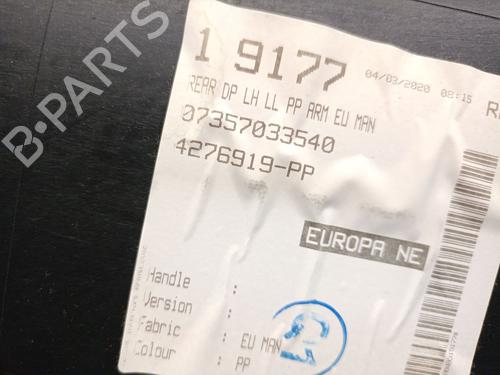 B-PARTS
1 9177
04/03/2020 08:15
REAR DP LH LL PP ARM EU MAN
07357033540
4276919-PP
EUROPA NE
Handle :
Version :
Fabric : EU MAN
Colour : PP